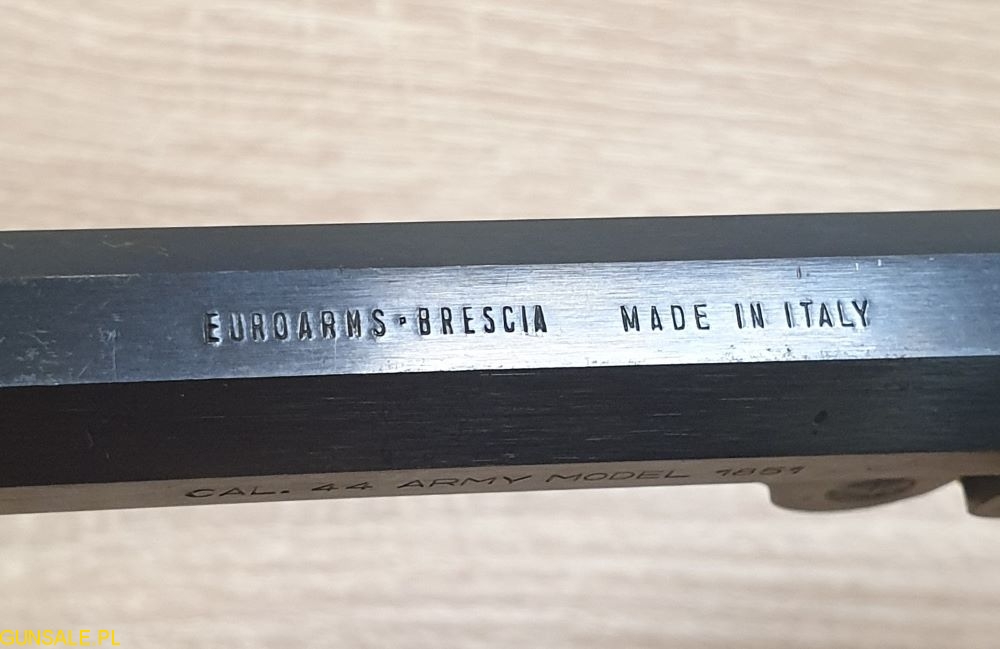 EUROARMS·BRESCIA MADE IN ITALY
CAL. 44 ARMY MODEL 1851
GUNSALE.PL